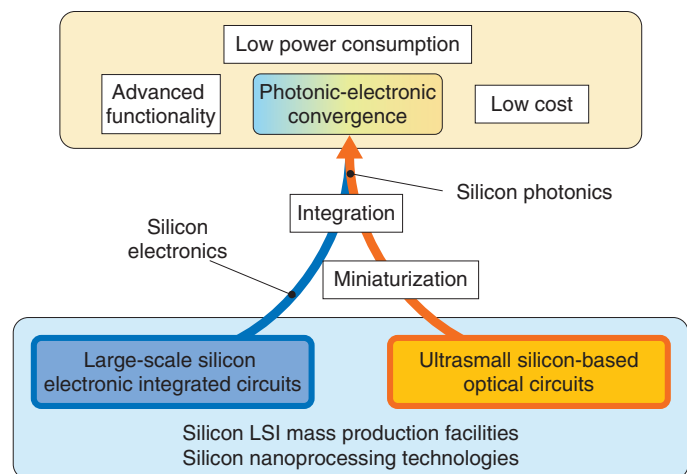 Low power consumption
Advanced
functionality
Photonic-electronic
convergence
Low cost
Silicon photonics
Integration
Silicon
electronics
Miniaturization
Large-scale silicon
electronic integrated circuits
Ultrasmall silicon-based
optical circuits
Silicon LSI mass production facilities
Silicon nanoprocessing technologies